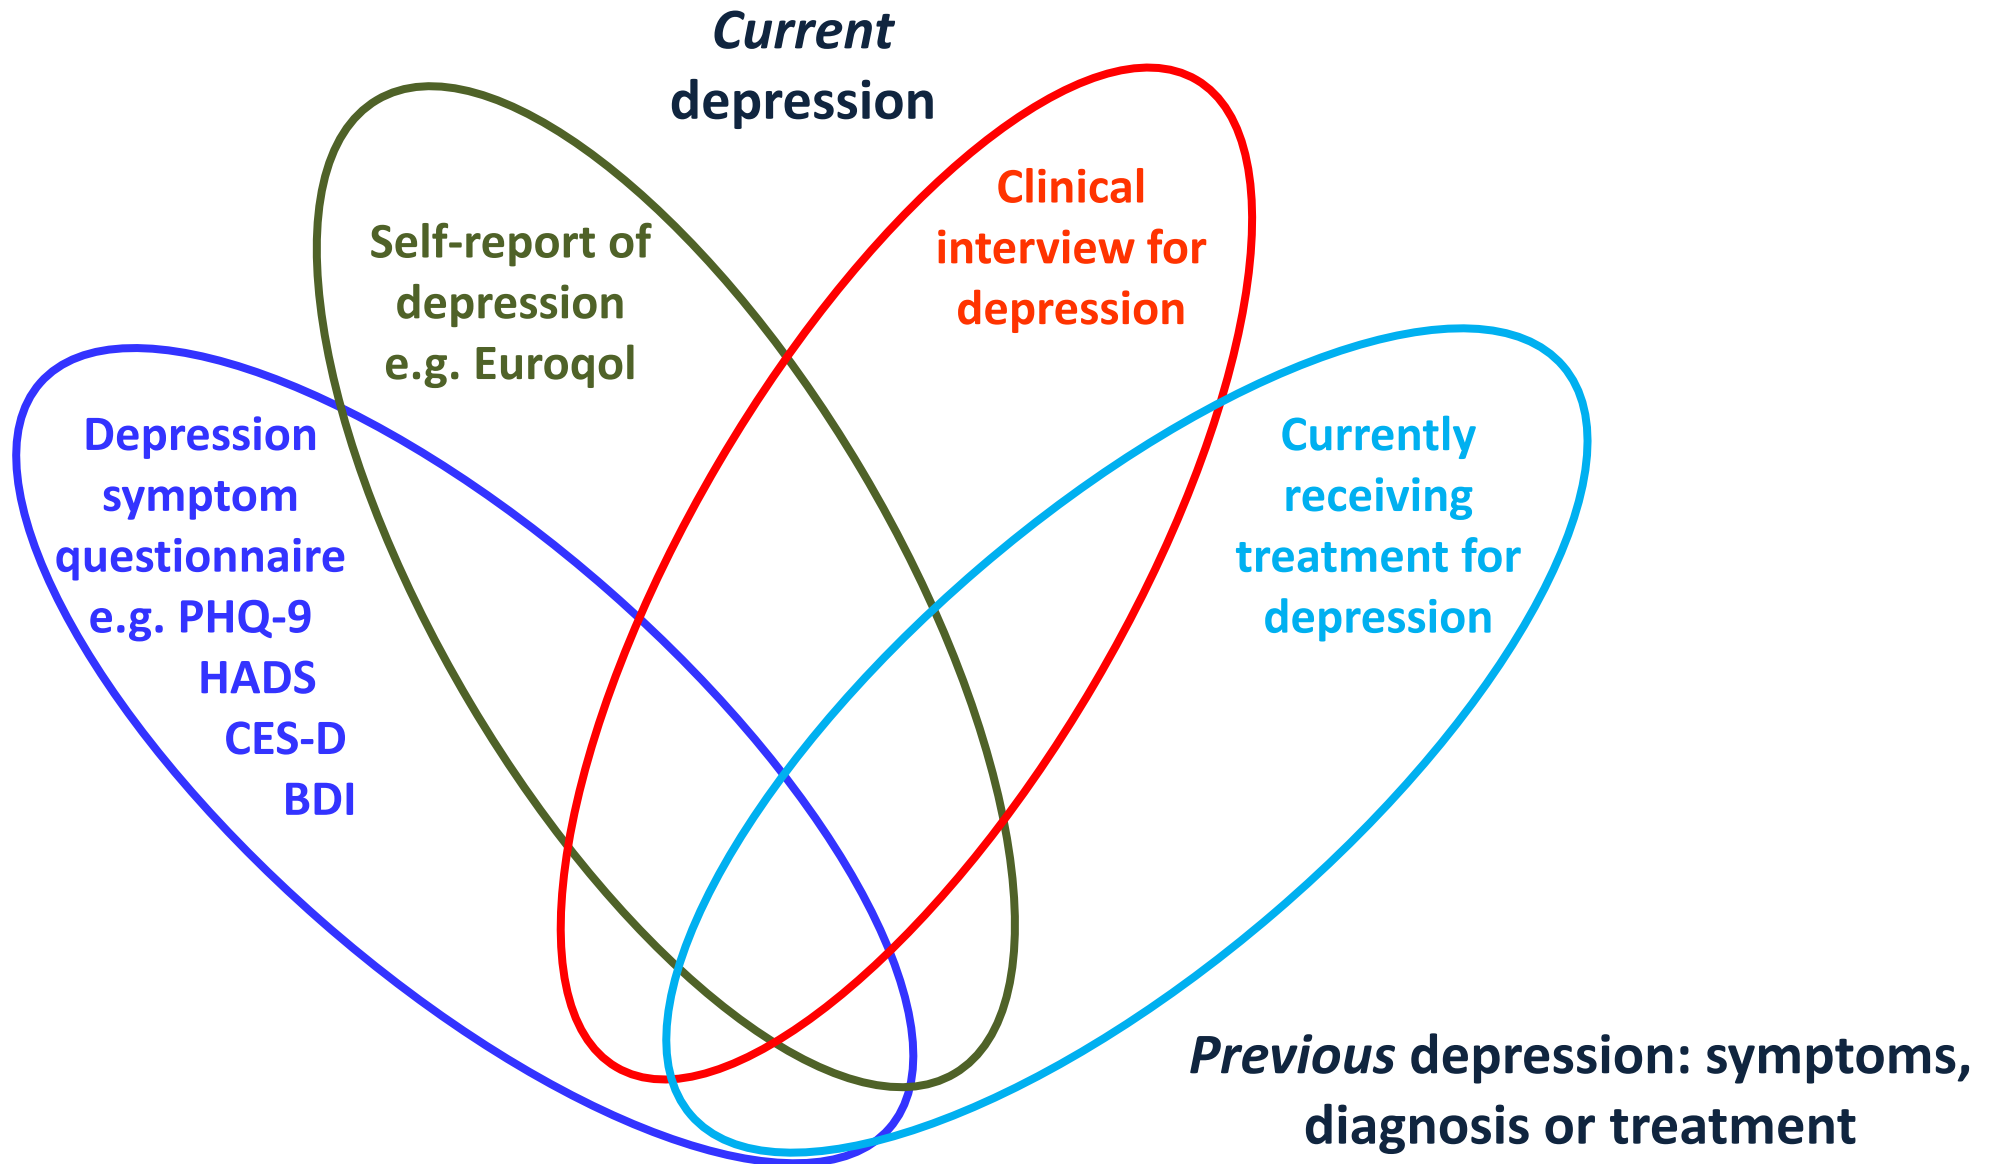 Current
depression
Self-report of
depression
e.g. Euroqol
Clinical
interview for
depression
Depression
symptom
questionnaire
e.g. PHQ-9
HADS
CES-D
BDI
Currently
receiving
treatment for
depression
Previous depression: symptoms,
diagnosis or treatment